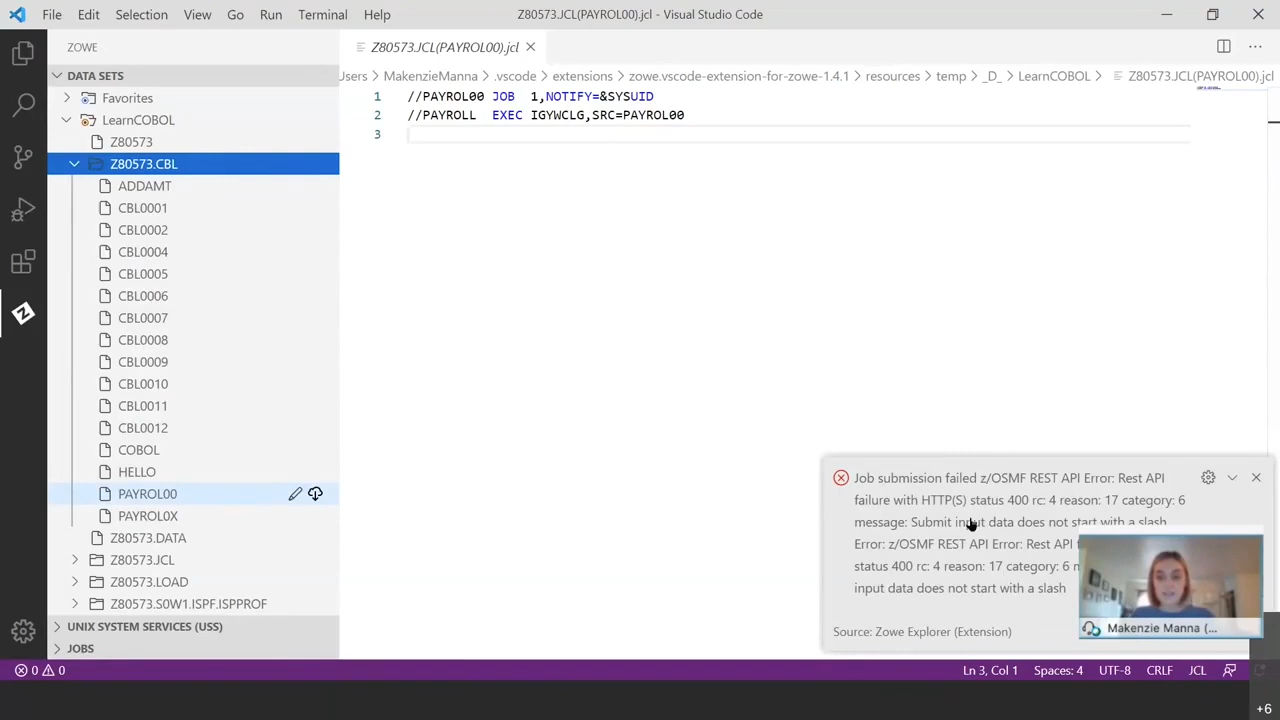 File Edit Selection View Go Run Terminal Help
Z80573.JCL(PAYROL00).jcl - Visual Studio Code
ZOWE
DATA SETS
Favorites
LearnCOBOL
Z80573
Z80573.CBL
ADDAMT
CBL0001
CBL0002
CBL0004
CBL0005
CBL0006
CBL0007
CBL0008
CBL0009
CBL0010
CBL0011
CBL0012
COBOL
HELLO
PAYROL00
PAYROL0X
Z80573.DATA
Z80573.JCL
Z80573.LOAD
Z80573.S0W1.ISPF.ISPPROF
UNIX SYSTEM SERVICES (USS)
JOBS
Z80573.JCL(PAYROL00).jcl
Users > MakenzieManna > .vscode > extensions > zowe.vscode-extension-for-zowe-1.4.1 > resources > temp > _D_ > LearnCOBOL > Z80573.JCL(PAYROL00).jcl
1 //PAYROL00 JOB 1,NOTIFY=&SYSUID
2 //PAYROLL EXEC IGYWCLG,SRC=PAYROL00
3
Job submission failed z/OSMF REST API Error: Rest API
failure with HTTP(S) status 400 rc: 4 reason: 17 category: 6
message: Submit input data does not start with a slash
Error: z/OSMF REST API Error: Rest API
status 400 rc: 4 reason: 17 category: 6
input data does not start with a slash
Source: Zowe Explorer (Extension)
Makenzie Manna (...
0 0
Ln 3, Col 1 Spaces: 4 UTF-8 CRLF JCL
+6